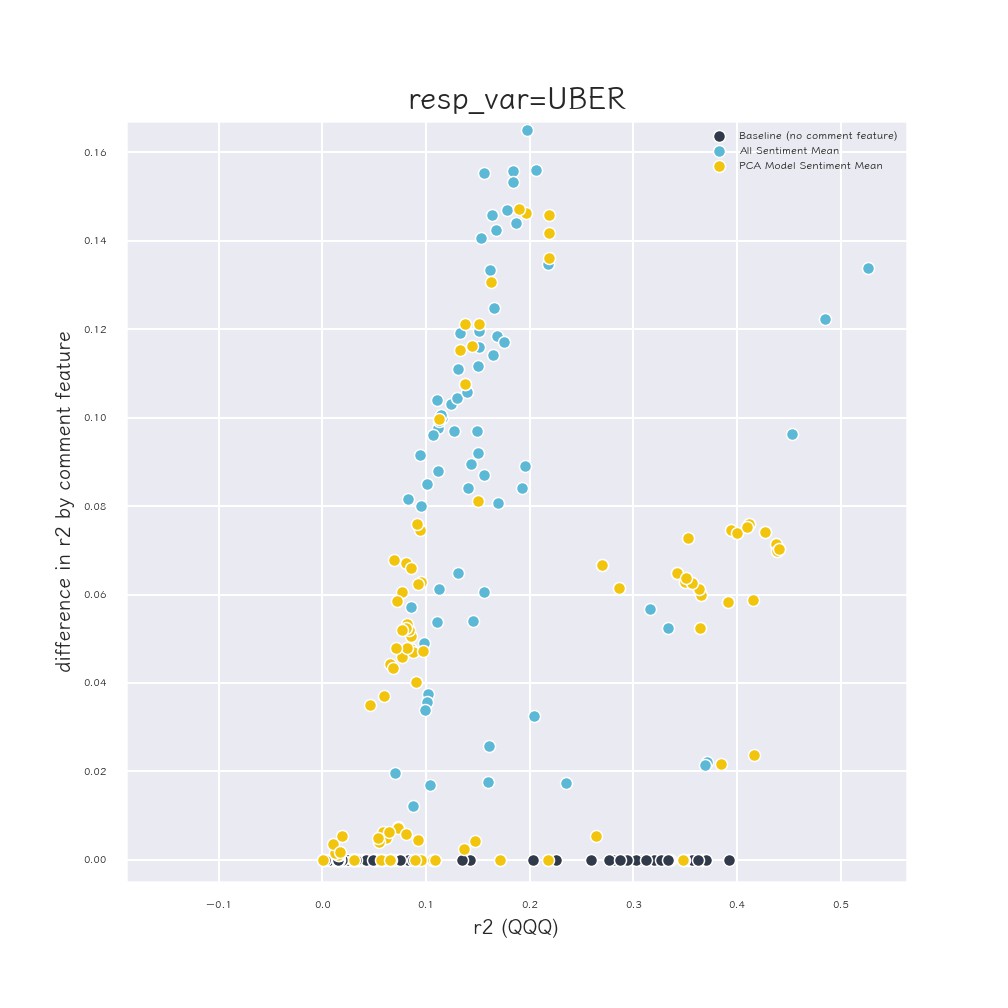 resp_var=UBER
Baseline (no comment feature)
All Sentiment Mean
PCA Model Sentiment Mean
difference in r2 by comment feature
0.16
0.14
0.12
0.10
0.08
0.06
0.04
0.02
0.00
−0.1 0.0 0.1 0.2 0.3 0.4 0.5
r2 (QQQ)